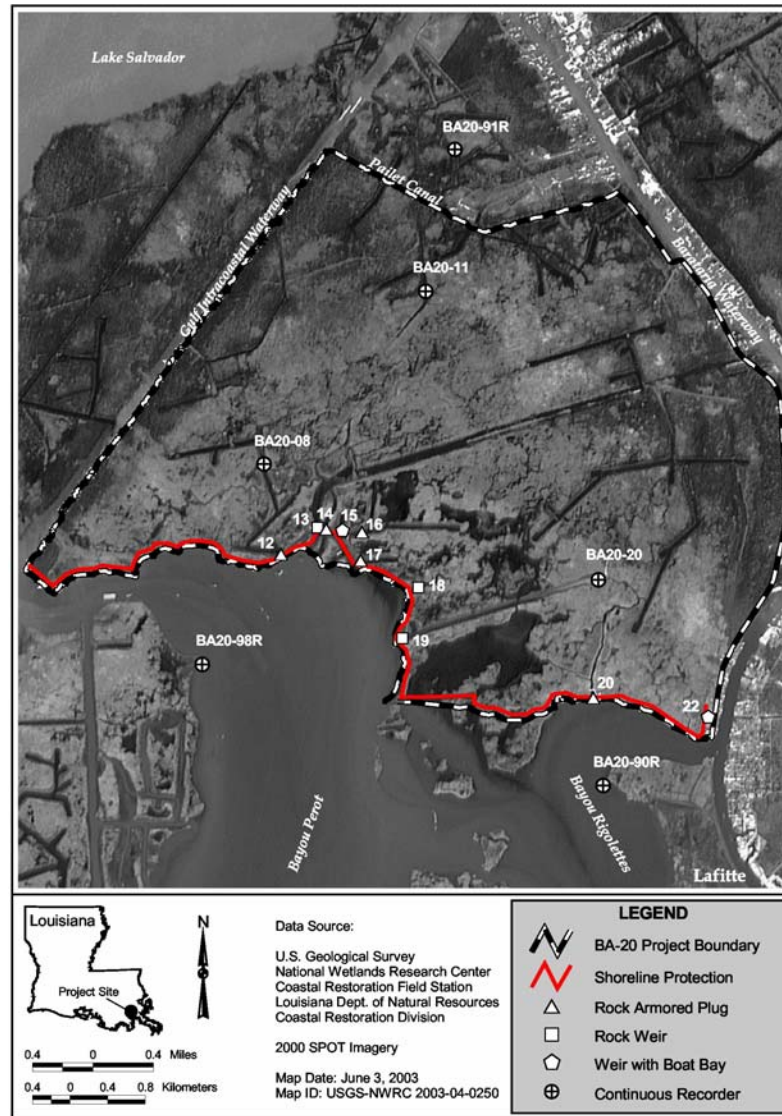 Lake Salvador
BA20-91R
Pailet Canal
Gulf Intracoastal Waterway
BA20-11
Barataria Waterway
BA20-08
13
14
15
16
12
17
BA20-20
18
19
BA20-98R
20
22
BA20-90R
Bayou Perot
Bayou Rigolettes
Lafitte
Louisiana
Project Site
N
0.4 0 0.4 Miles
0.4 0 0.4 0.8
Kilometers
Data Source:
U.S. Geological Survey
National Wetlands Research Center
Coastal Restoration Field Station
Louisiana Dept. of Natural Resources
Coastal Restoration Division
2000 SPOT Imagery
Map Date: June 3, 2003
Map ID: USGS-NWRC 2003-04-0250
LEGEND
BA-20 Project Boundary
Shoreline Protection
Rock Armored Plug
Rock Weir
Weir with Boat Bay
Continuous Recorder